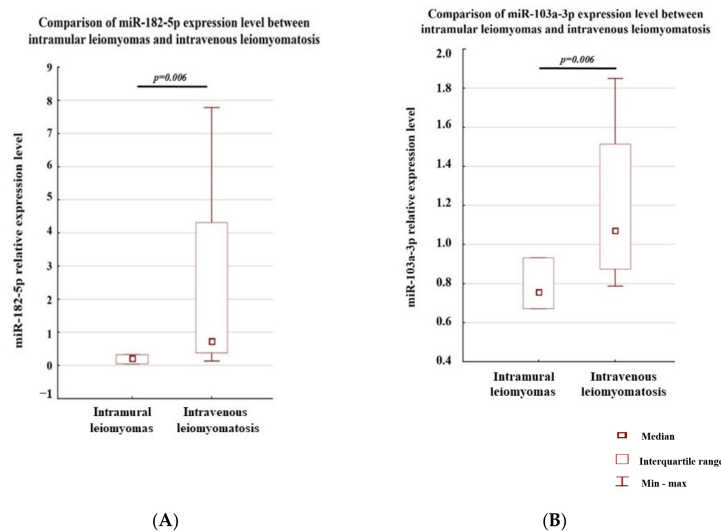 Comparison of miR-182-5p expression level between
intramular leiomyomas and intravenous leiomyomatosis
p=0.006
miR-182-5p relative expression level
9
8
7
6
5
4
3
2
1
0
−1
Intramural
leiomyomas
Intravenous
leiomyomatosis
(A)
Comparison of miR-103a-3p expression level between
intramular leiomyomas and intravenous leiomyomatosis
p=0.006
miR-103a-3p relative expression level
2.0
1.8
1.6
1.4
1.2
1.0
0.8
0.6
0.4
Intramural
leiomyomas
Intravenous
leiomyomatosis
Median
Interquartile range
Min - max
(B)